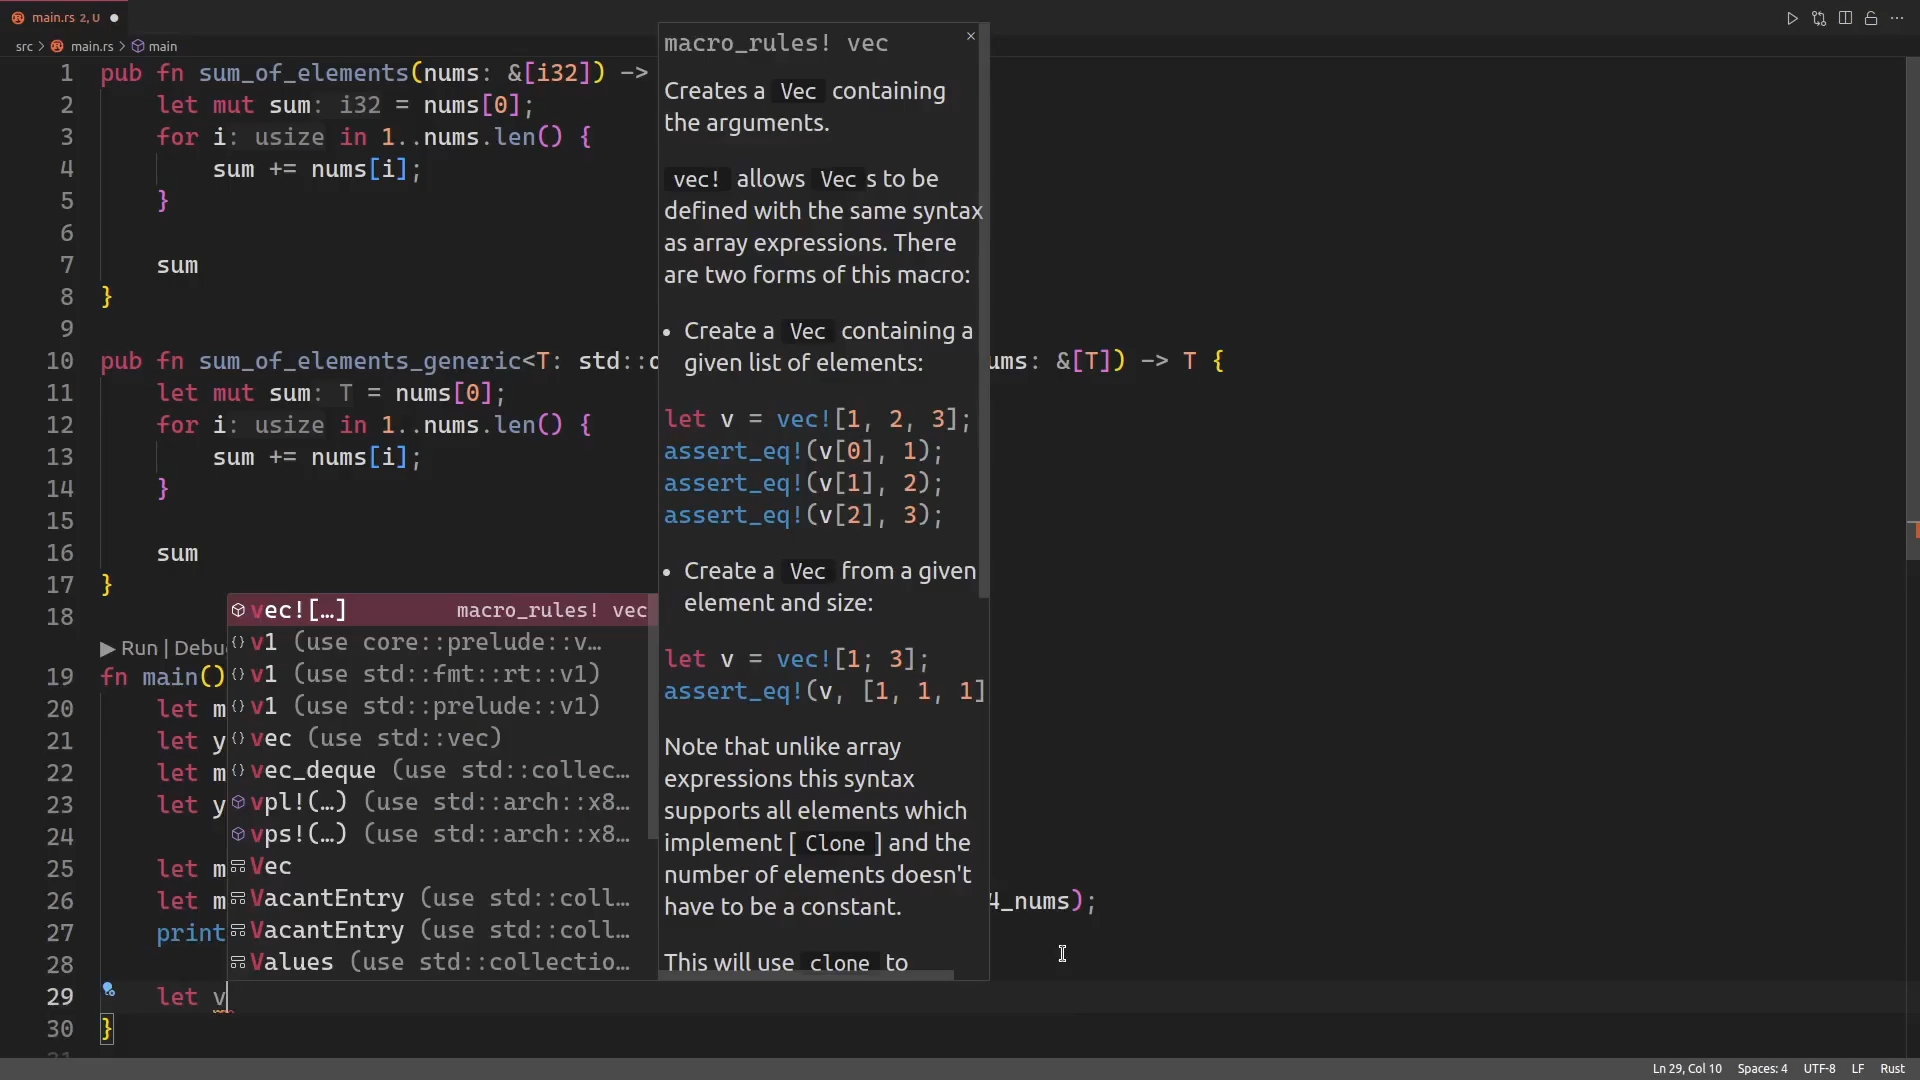 main.rs 2, U
src > main.rs > main
1 pub fn sum_of_elements(nums: &[i32]) ->
2 let mut sum: i32 = nums[0];
3 for i: usize in 1..nums.len() {
4 sum += nums[i];
5 }
6
7 sum
8 }
9
10 pub fn sum_of_elements_generic<T: std::o ums: &[T]) -> T {
11 let mut sum: T = nums[0];
12 for i: usize in 1..nums.len() {
13 sum += nums[i];
14 }
15
16 sum
17 }
18
▶ Run | Debu
19 fn main()
20 let m
21 let y
22 let m
23 let y
24
25 let m
26 let m 4_nums);
27 print
28
29 let v
30 }
31
vec![…] macro_rules! vec
v1 (use core::prelude::v…
v1 (use std::fmt::rt::v1)
v1 (use std::prelude::v1)
vec (use std::vec)
vec_deque (use std::collec…
vpl!(…) (use std::arch::x8…
vps!(…) (use std::arch::x8…
Vec
VacantEntry (use std::coll…
VacantEntry (use std::coll…
Values (use std::collectio…
macro_rules! vec
Creates a Vec containing
the arguments.
vec! allows Vec s to be
defined with the same syntax
as array expressions. There
are two forms of this macro:
• Create a Vec containing a
given list of elements:
let v = vec![1, 2, 3];
assert_eq!(v[0], 1);
assert_eq!(v[1], 2);
assert_eq!(v[2], 3);
• Create a Vec from a given
element and size:
let v = vec![1; 3];
assert_eq!(v, [1, 1, 1]
Note that unlike array
expressions this syntax
supports all elements which
implement [ Clone ] and the
number of elements doesn't
have to be a constant.
This will use clone to
Ln 29, Col 10 Spaces: 4 UTF-8 LF Rust